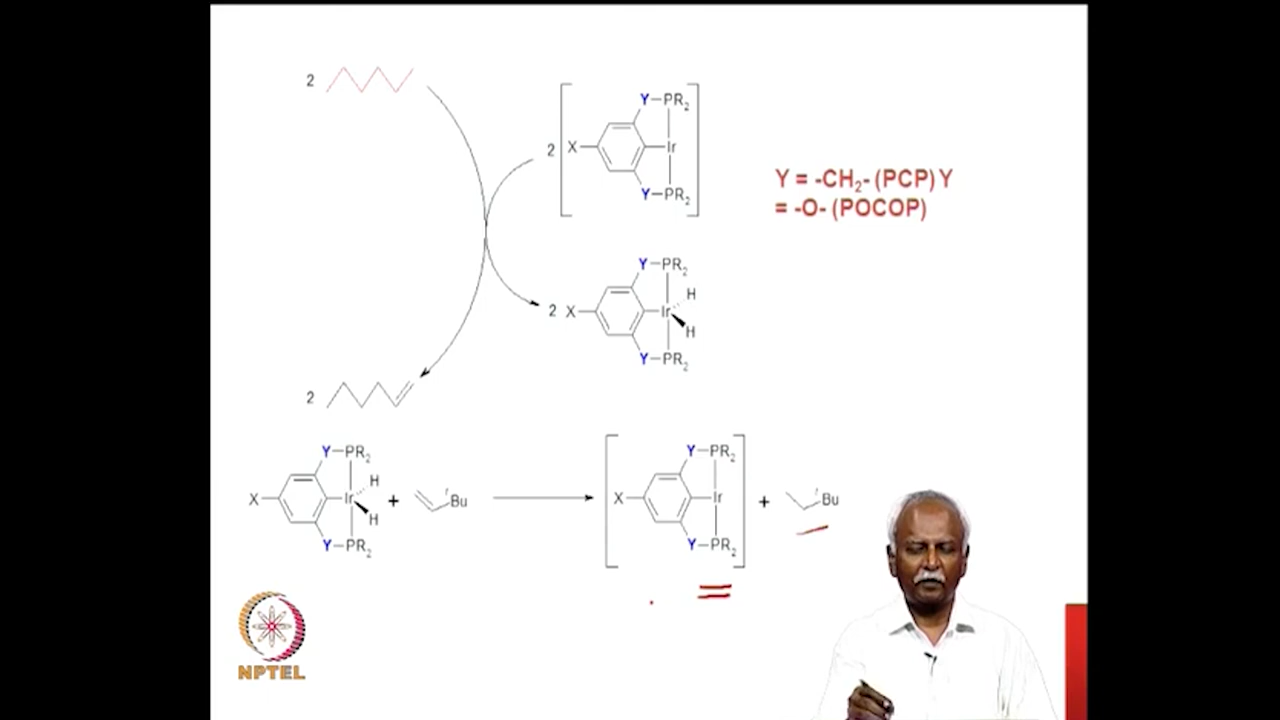 2
Y PR2
2 X Ir
Y PR2
Y = -CH2- (PCP) Y
= -O- (POCOP)
Y PR2
H
2 X Ir
H
Y PR2
2
Y PR2
H
X Ir + tBu
H
Y PR2
Y PR2
X Ir + tBu
Y PR2
NPTEL